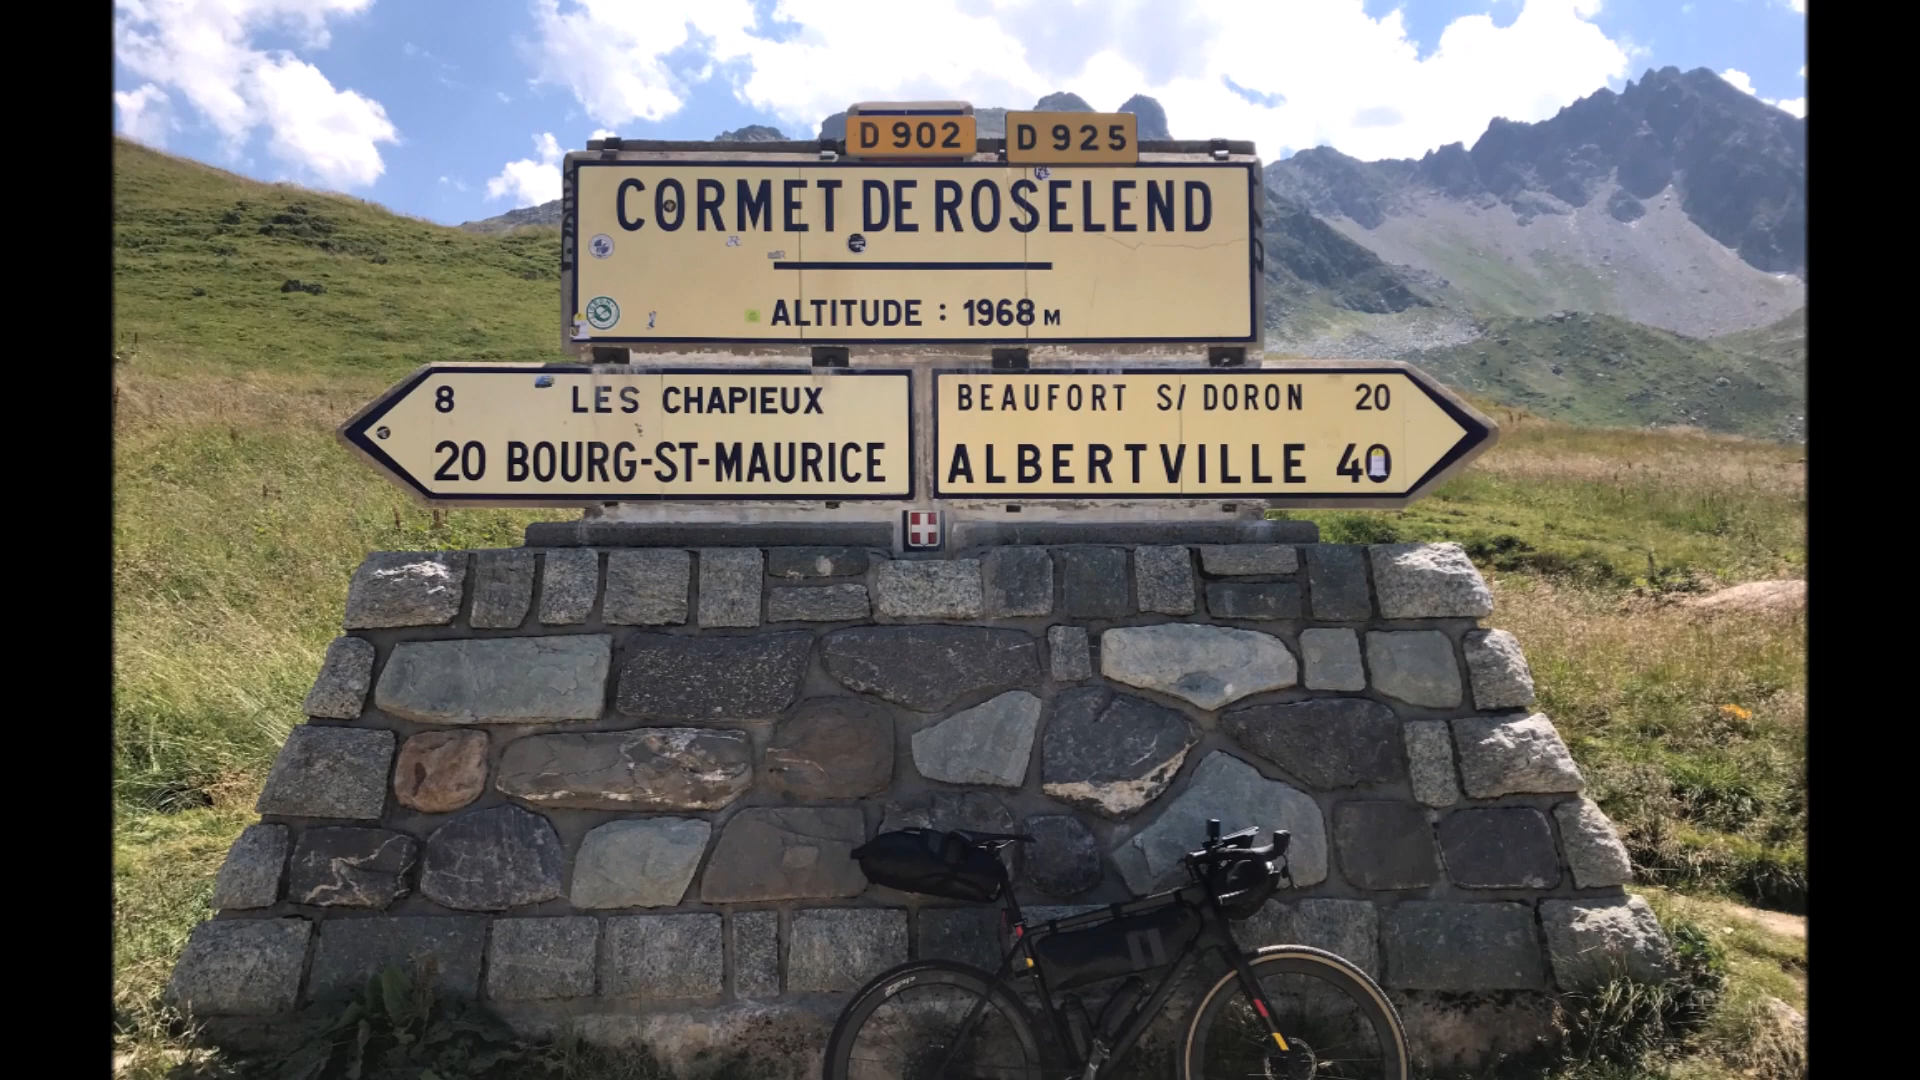 D 902 D 925
CORMET DE ROSELEND
ALTITUDE : 1968 M
8 LES CHAPIEUX
20 BOURG-ST-MAURICE
BEAUFORT S/ DORON 20
ALBERTVILLE 40